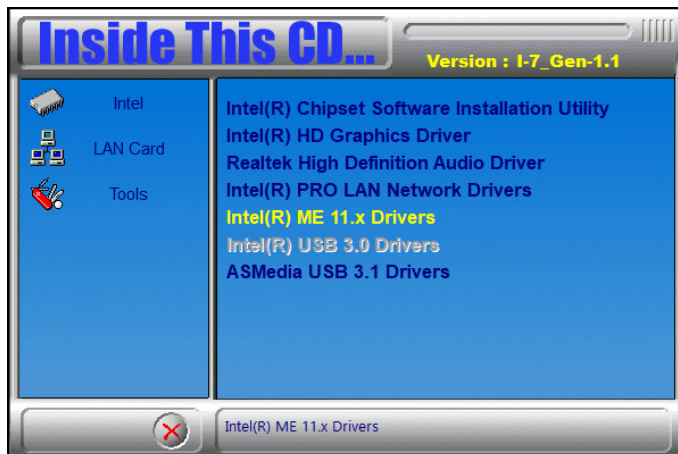 Inside This CD...
Version : I-7_Gen-1.1
Intel
LAN Card
Tools
Intel(R) Chipset Software Installation Utility
Intel(R) HD Graphics Driver
Realtek High Definition Audio Driver
Intel(R) PRO LAN Network Drivers
Intel(R) ME 11.x Drivers
Intel(R) USB 3.0 Drivers
ASMedia USB 3.1 Drivers
Intel(R) ME 11.x Drivers